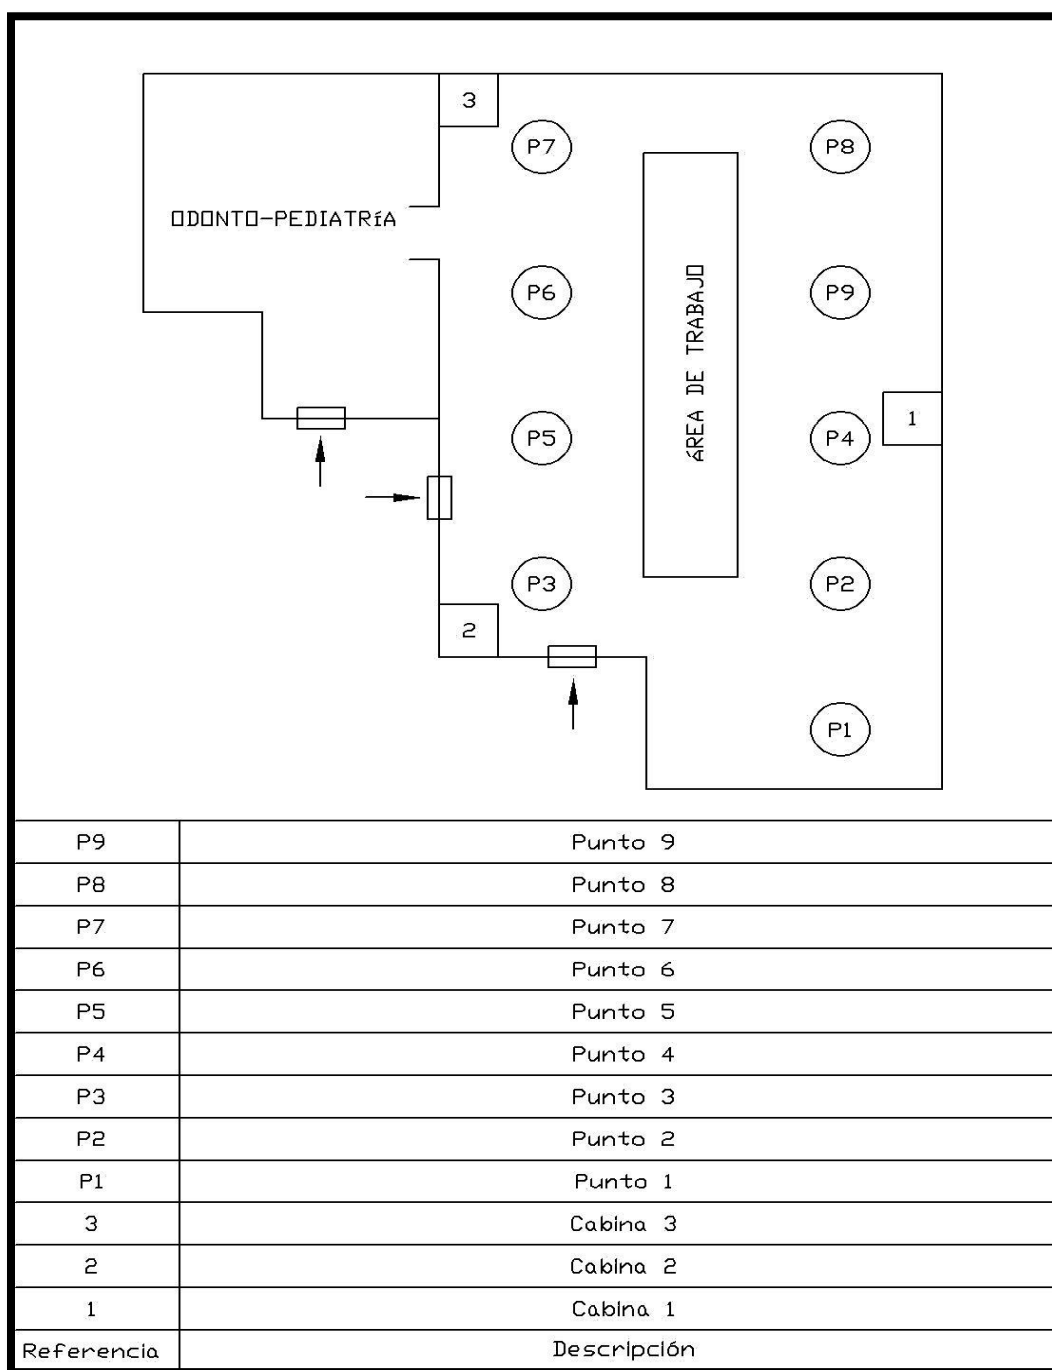 3
P7
P8
ODONTO-PEDIATRíA
P6
P9
ÁREA DE TRABAJO
1
P5
P4
P3
P2
2
P1
P9 Punto 9
P8 Punto 8
P7 Punto 7
P6 Punto 6
P5 Punto 5
P4 Punto 4
P3 Punto 3
P2 Punto 2
P1 Punto 1
3 Cabina 3
2 Cabina 2
1 Cabina 1
Referencia Descripción